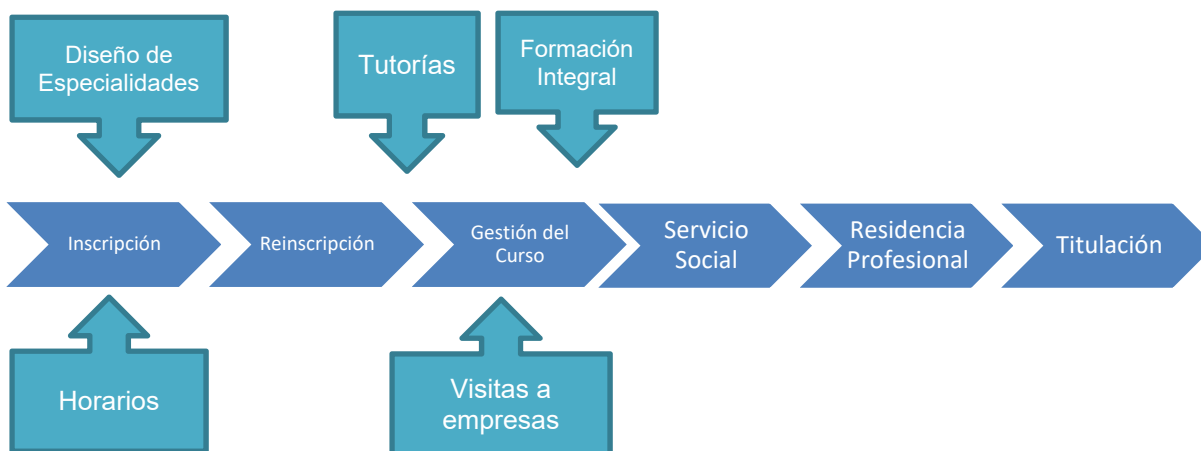 Diseño de
Especialidades
Tutorías
Formación
Integral
Inscripción
Reinscripción
Gestión del
Curso
Servicio
Social
Residencia
Profesional
Titulación
Horarios
Visitas a
empresas